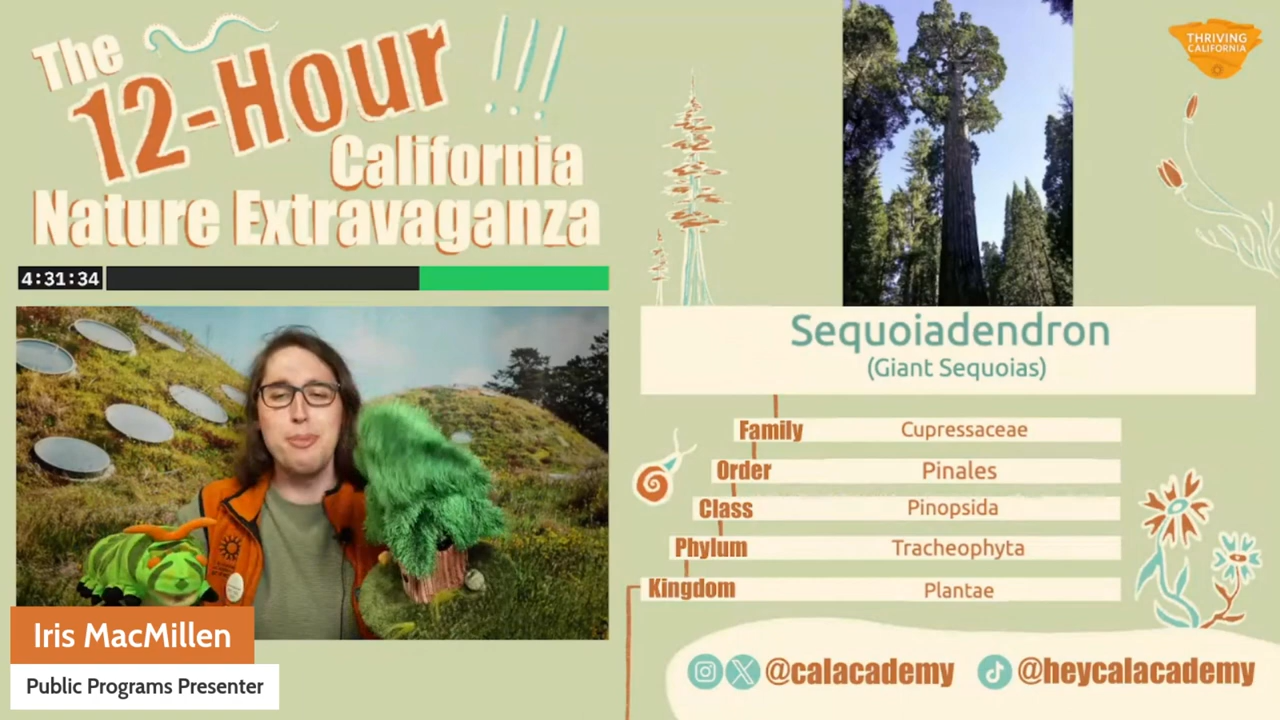 The
12-Hour !!!
California
Nature Extravaganza
4:31:34
Iris MacMillen
Public Programs Presenter
THRIVING
CALIFORNIA
Sequoiadendron
(Giant Sequoias)
Family Cupressaceae
Order Pinales
Class Pinopsida
Phylum Tracheophyta
Kingdom Plantae
@calacademy @heycalacademy